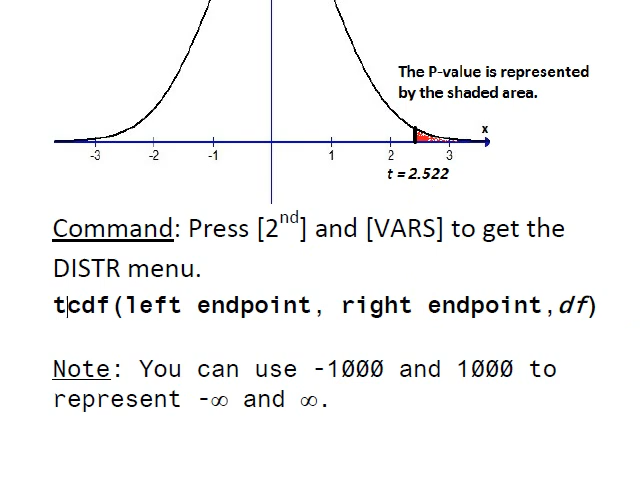 The P-value is represented
by the shaded area.
x
-3 -2 -1 1 2 3
t = 2.522
Command: Press [2nd] and [VARS] to get the
DISTR menu.
tcdf(left endpoint, right endpoint,df)
Note: You can use -1000 and 1000 to
represent -∞ and ∞.